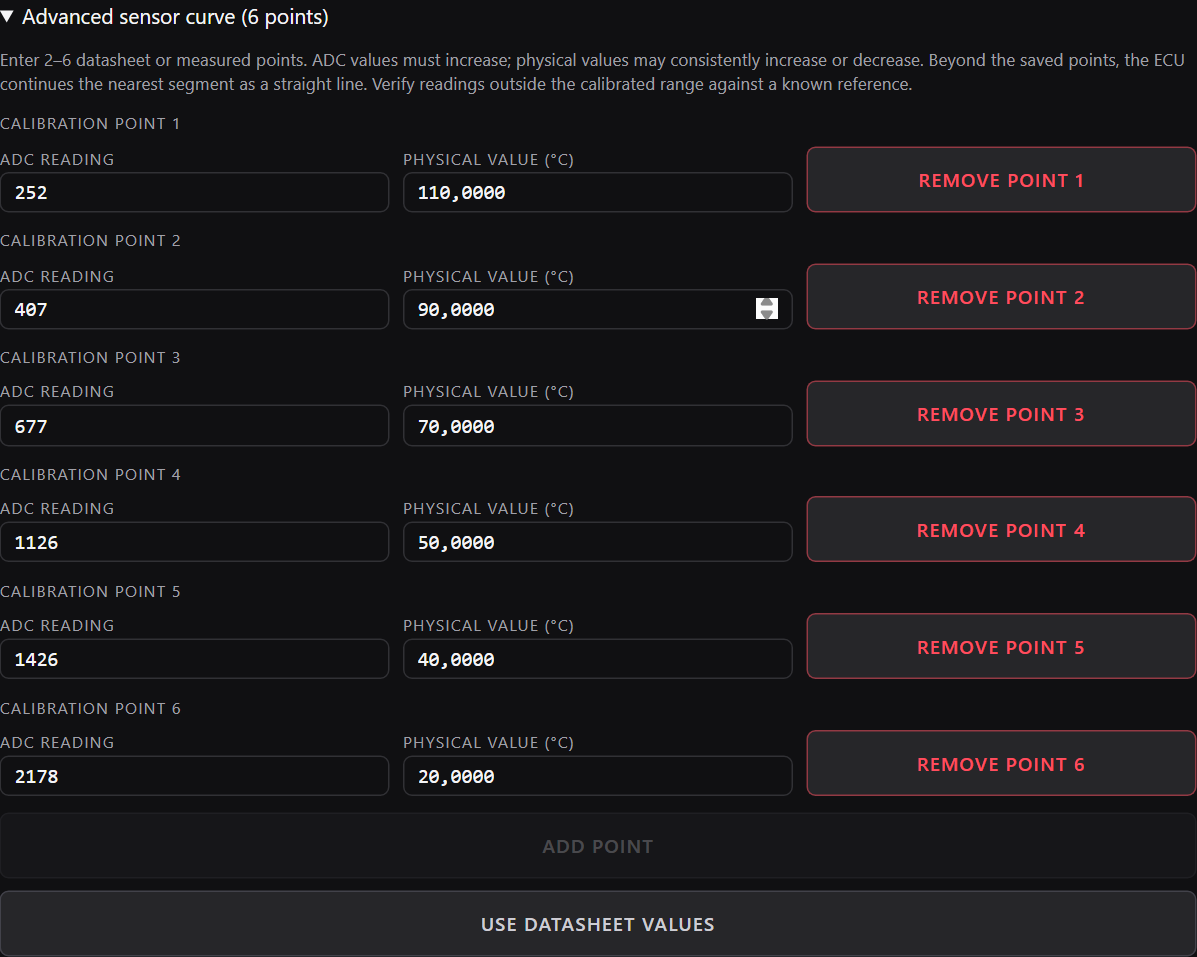 ▼ Advanced sensor curve (6 points)
Enter 2–6 datasheet or measured points. ADC values must increase; physical values may consistently increase or decrease. Beyond the saved points, the ECU
continues the nearest segment as a straight line. Verify readings outside the calibrated range against a known reference.
CALIBRATION POINT 1
ADC READING
PHYSICAL VALUE (°C)
252
110,0000
REMOVE POINT 1
CALIBRATION POINT 2
ADC READING
PHYSICAL VALUE (°C)
407
90,0000
REMOVE POINT 2
CALIBRATION POINT 3
ADC READING
PHYSICAL VALUE (°C)
677
70,0000
REMOVE POINT 3
CALIBRATION POINT 4
ADC READING
PHYSICAL VALUE (°C)
1126
50,0000
REMOVE POINT 4
CALIBRATION POINT 5
ADC READING
PHYSICAL VALUE (°C)
1426
40,0000
REMOVE POINT 5
CALIBRATION POINT 6
ADC READING
PHYSICAL VALUE (°C)
2178
20,0000
REMOVE POINT 6
ADD POINT
USE DATASHEET VALUES